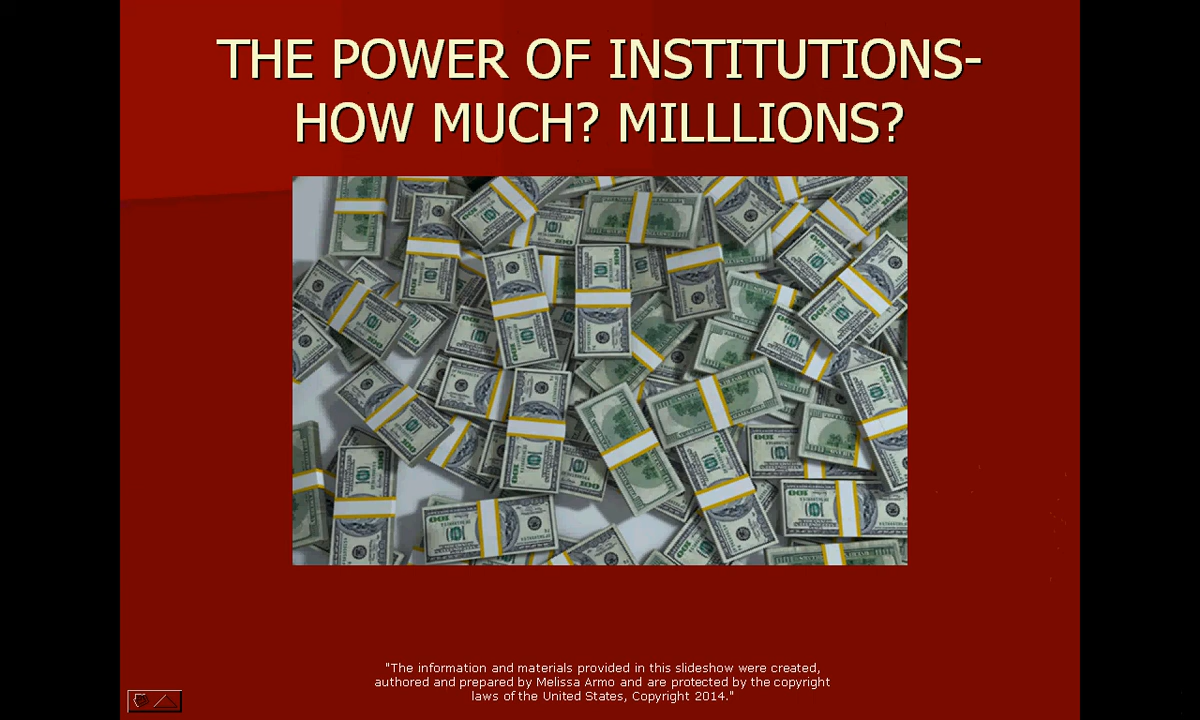 THE POWER OF INSTITUTIONS-
HOW MUCH? MILLLIONS?
"The information and materials provided in this slideshow were created,
authored and prepared by Melissa Armo and are protected by the copyright
laws of the United States, Copyright 2014."